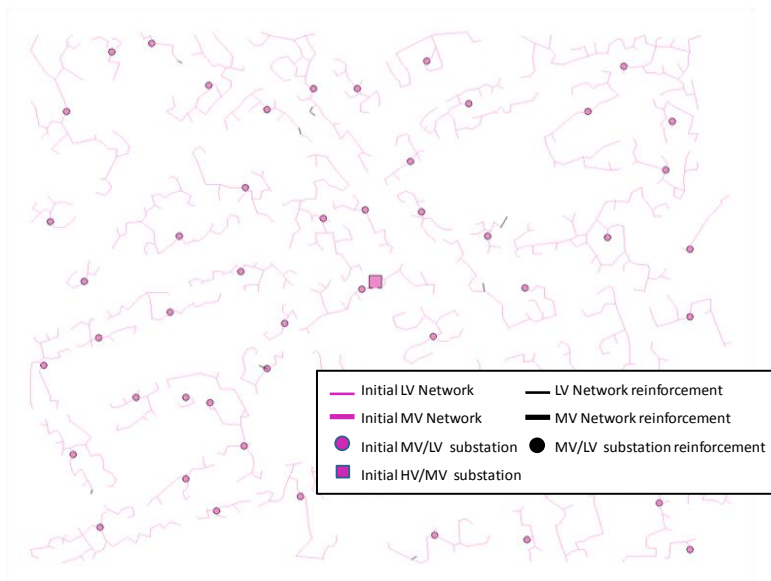 Initial LV Network
LV Network reinforcement
Initial MV Network
MV Network reinforcement
Initial MV/LV substation
MV/LV substation reinforcement
Initial HV/MV substation